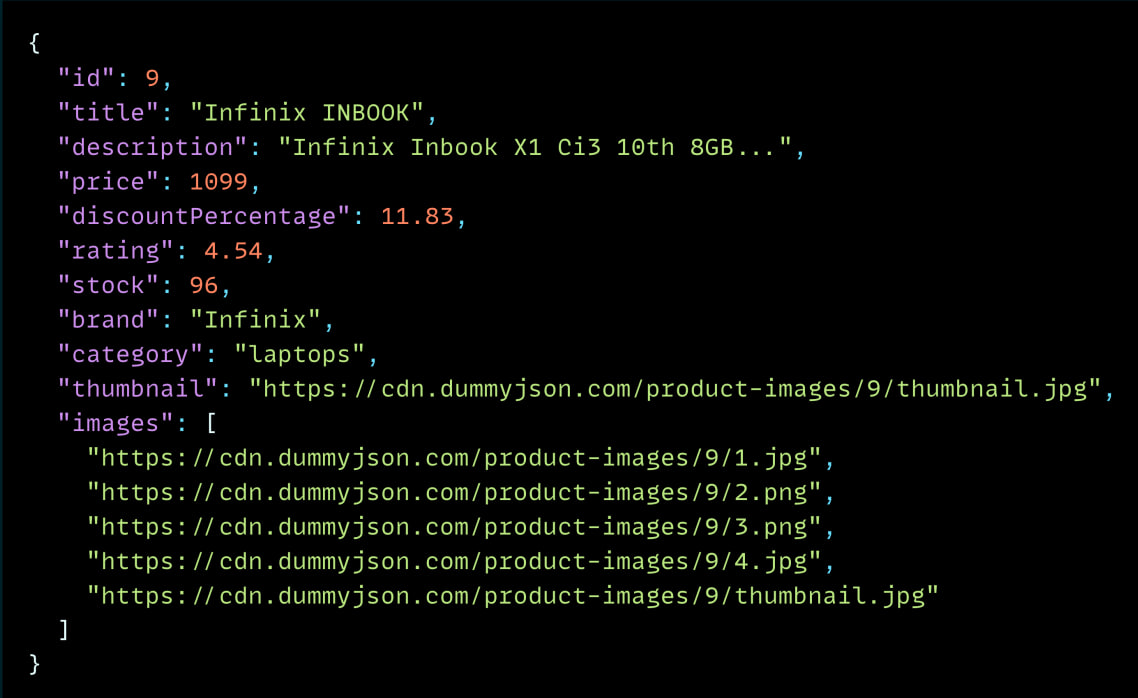 {
  "id": 9,
  "title": "Infinix INBOOK",
  "description": "Infinix Inbook X1 Ci3 10th 8GB...",
  "price": 1099,
  "discountPercentage": 11.83,
  "rating": 4.54,
  "stock": 96,
  "brand": "Infinix",
  "category": "laptops",
  "thumbnail": "https://cdn.dummyjson.com/product-images/9/thumbnail.jpg",
  "images": [
    "https://cdn.dummyjson.com/product-images/9/1.jpg",
    "https://cdn.dummyjson.com/product-images/9/2.png",
    "https://cdn.dummyjson.com/product-images/9/3.png",
    "https://cdn.dummyjson.com/product-images/9/4.jpg",
    "https://cdn.dummyjson.com/product-images/9/thumbnail.jpg"
  ]
}